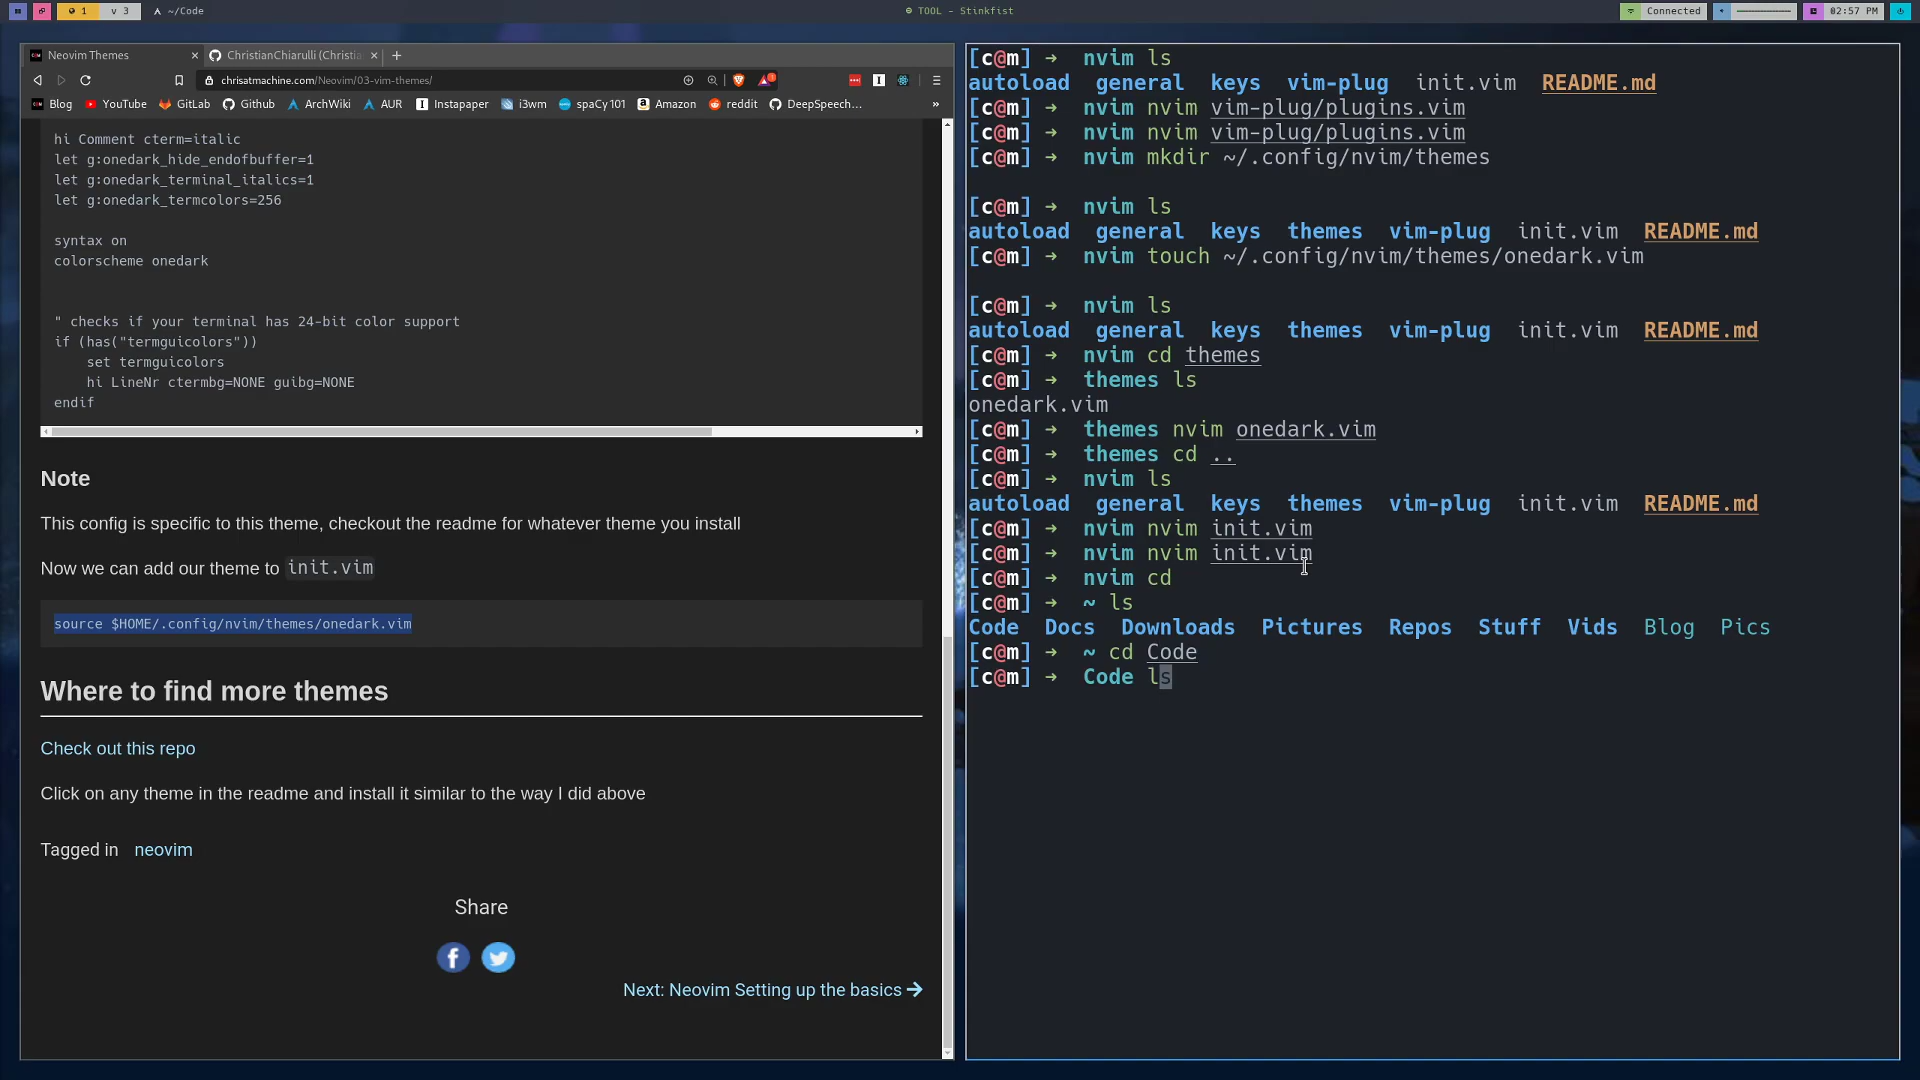 1
v 3
~/Code
TOOL - Stinkfist
Connected
02:57 PM
Neovim Themes
ChristianChiarulli (Christia
chrisatmachine.com/Neovim/03-vim-themes/
Blog YouTube GitLab Github ArchWiki AUR Instapaper i3wm spaCy 101 Amazon reddit DeepSpeech… »
hi Comment cterm=italic
let g:onedark_hide_endofbuffer=1
let g:onedark_terminal_italics=1
let g:onedark_termcolors=256
syntax on
colorscheme onedark
" checks if your terminal has 24-bit color support
if (has("termguicolors"))
    set termguicolors
    hi LineNr ctermbg=NONE guibg=NONE
endif
Note
This config is specific to this theme, checkout the readme for whatever theme you install
Now we can add our theme to init.vim
source $HOME/.config/nvim/themes/onedark.vim
Where to find more themes
Check out this repo
Click on any theme in the readme and install it similar to the way I did above
Tagged in neovim
Share
Next: Neovim Setting up the basics →
[c@m] → nvim ls
autoload general keys vim-plug init.vim README.md
[c@m] → nvim nvim vim-plug/plugins.vim
[c@m] → nvim nvim vim-plug/plugins.vim
[c@m] → nvim mkdir ~/.config/nvim/themes
[c@m] → nvim ls
autoload general keys themes vim-plug init.vim README.md
[c@m] → nvim touch ~/.config/nvim/themes/onedark.vim
[c@m] → nvim ls
autoload general keys themes vim-plug init.vim README.md
[c@m] → nvim cd themes
[c@m] → themes ls
onedark.vim
[c@m] → themes nvim onedark.vim
[c@m] → themes cd ..
[c@m] → nvim ls
autoload general keys themes vim-plug init.vim README.md
[c@m] → nvim nvim init.vim
[c@m] → nvim nvim init.vim
[c@m] → nvim cd
[c@m] → ~ ls
Code Docs Downloads Pictures Repos Stuff Vids Blog Pics
[c@m] → ~ cd Code
[c@m] → Code ls